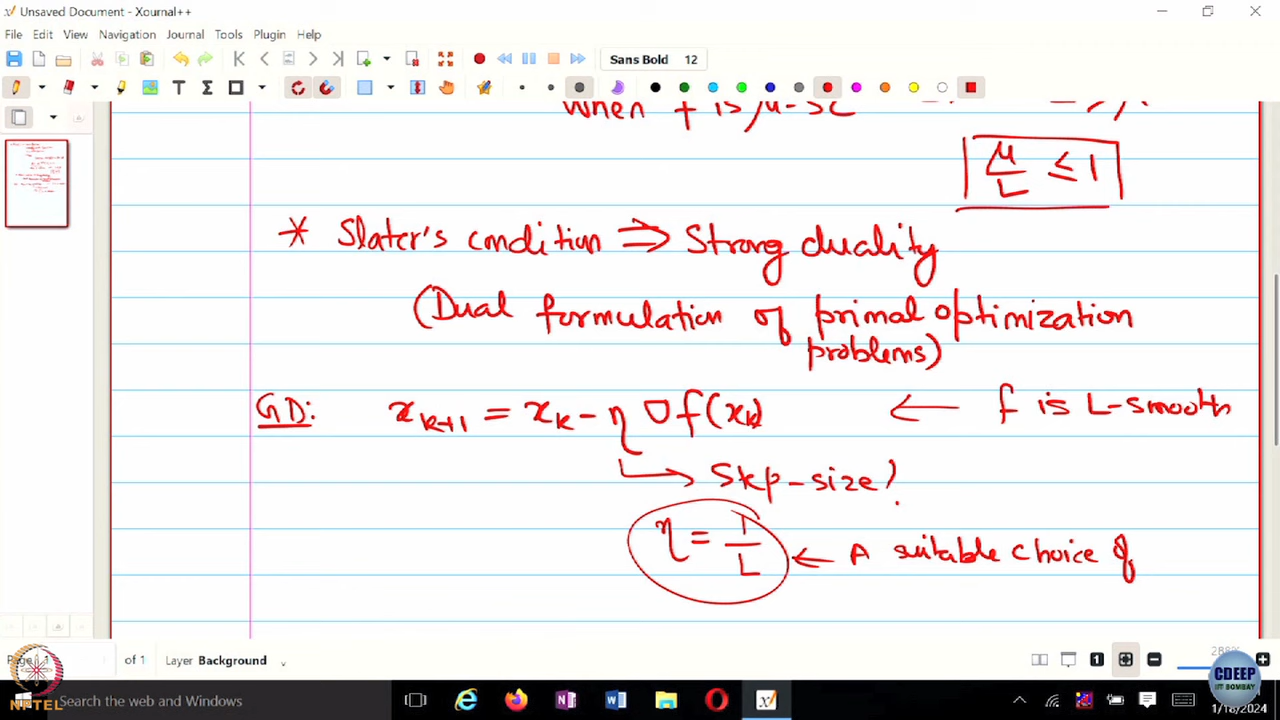 Unsaved Document - Xournal++
File Edit View Navigation Journal Tools Plugin Help
Sans Bold 12
when f is μ-SC
μ/L ≤ 1
* Slater's condition ⇒ Strong duality
(Dual formulation of primal optimization
problems)
GD: x_{k+1} = x_k - η ∇f(x_k) ← f is L-smooth
↳ Step-size?
η = 1/L ← A suitable choice of
Page 1 of 1 Layer Background 288%
CDEEP
IIT BOMBAY
NPTEL
Search the web and Windows
1/18/2024